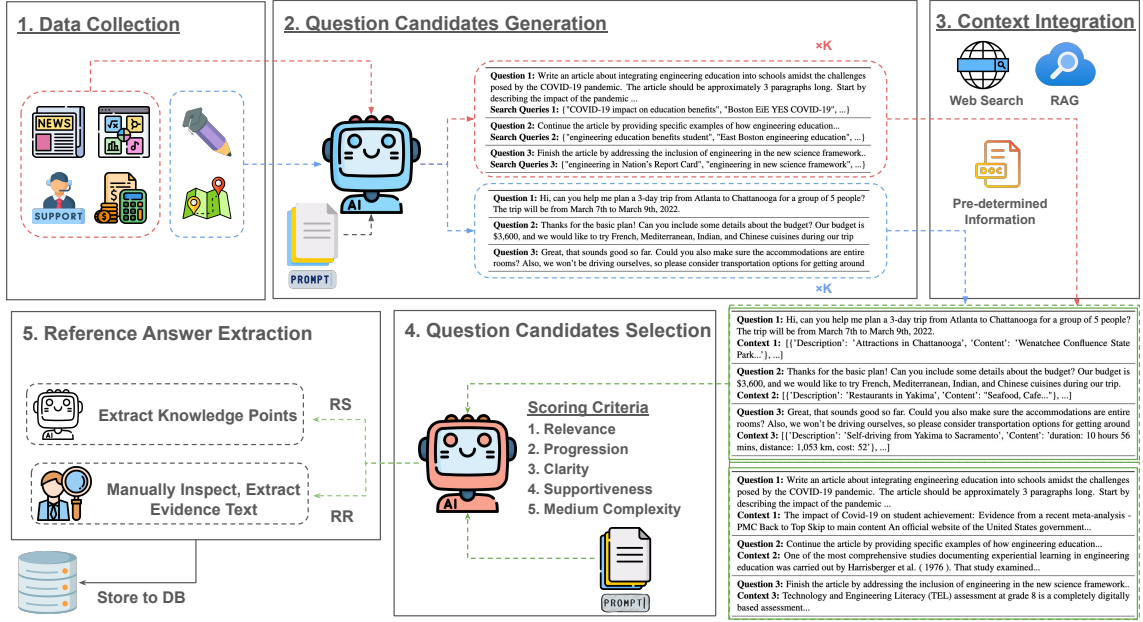 1. Data Collection
NEWS
SUPPORT
2. Question Candidates Generation
AI
PROMPT
×K
Question 1: Write an article about integrating engineering education into schools amidst the challenges
posed by the COVID-19 pandemic. The article should be approximately 3 paragraphs long. Start by
describing the impact of the pandemic ...
Search Queries 1: {"COVID-19 impact on education benefits", "Boston EiE YES COVID-19", ...}
Question 2: Continue the article by providing specific examples of how engineering education...
Search Queries 2: {"engineering education benefits student", "East Boston engineering education", ...}
Question 3: Finish the article by addressing the inclusion of engineering in the new science framework..
Search Queries 3: {"engineering in Nation's Report Card", "engineering in new science framework", ...}
Question 1: Hi, can you help me plan a 3-day trip from Atlanta to Chattanooga for a group of 5 people?
The trip will be from March 7th to March 9th, 2022.
Question 2: Thanks for the basic plan! Can you include some details about the budget? Our budget is
$3,600, and we would like to try French, Mediterranean, Indian, and Chinese cuisines during our trip
Question 3: Great, that sounds good so far. Could you also make sure the accommodations are entire
rooms? Also, we won't be driving ourselves, so please consider transportation options for getting around
×K
3. Context Integration
Web Search
RAG
DOC
Pre-determined
Information
Question 1: Hi, can you help me plan a 3-day trip from Atlanta to Chattanooga for a group of 5 people?
The trip will be from March 7th to March 9th, 2022.
Context 1: [{'Description': 'Attractions in Chattanooga', 'Content': 'Wenatchee Confluence State
Park...'}, ...]
Question 2: Thanks for the basic plan! Can you include some details about the budget? Our budget is
$3,600, and we would like to try French, Mediterranean, Indian, and Chinese cuisines during our trip.
Context 2: [{'Description': 'Restaurants in Yakima', 'Content': "Seafood, Cafe..."}, ...]
Question 3: Great, that sounds good so far. Could you also make sure the accommodations are entire
rooms? Also, we won't be driving ourselves, so please consider transportation options for getting around
Context 3: [{'Description': 'Self-driving from Yakima to Sacramento', 'Content': 'duration: 10 hours 56
mins, distance: 1,053 km, cost: 52'}, ...]
Question 1: Write an article about integrating engineering education into schools amidst the challenges
posed by the COVID-19 pandemic. The article should be approximately 3 paragraphs long. Start by
describing the impact of the pandemic ...
Context 1: The impact of Covid-19 on student achievement: Evidence from a recent meta-analysis -
PMC Back to Top Skip to main content An official website of the United States government...
Question 2: Continue the article by providing specific examples of how engineering education...
Context 2: One of the most comprehensive studies documenting experiential learning in engineering
education was carried out by Harrisberger et al. ( 1976 ). That study examined...
Question 3: Finish the article by addressing the inclusion of engineering in the new science framework..
Context 3: Technology and Engineering Literacy (TEL) assessment at grade 8 is a completely digitally
based assessment...
4. Question Candidates Selection
AI
Scoring Criteria
1. Relevance
2. Progression
3. Clarity
4. Supportiveness
5. Medium Complexity
PROMPT
5. Reference Answer Extraction
AI
Extract Knowledge Points
RS
Manually Inspect, Extract
Evidence Text
RR
Store to DB